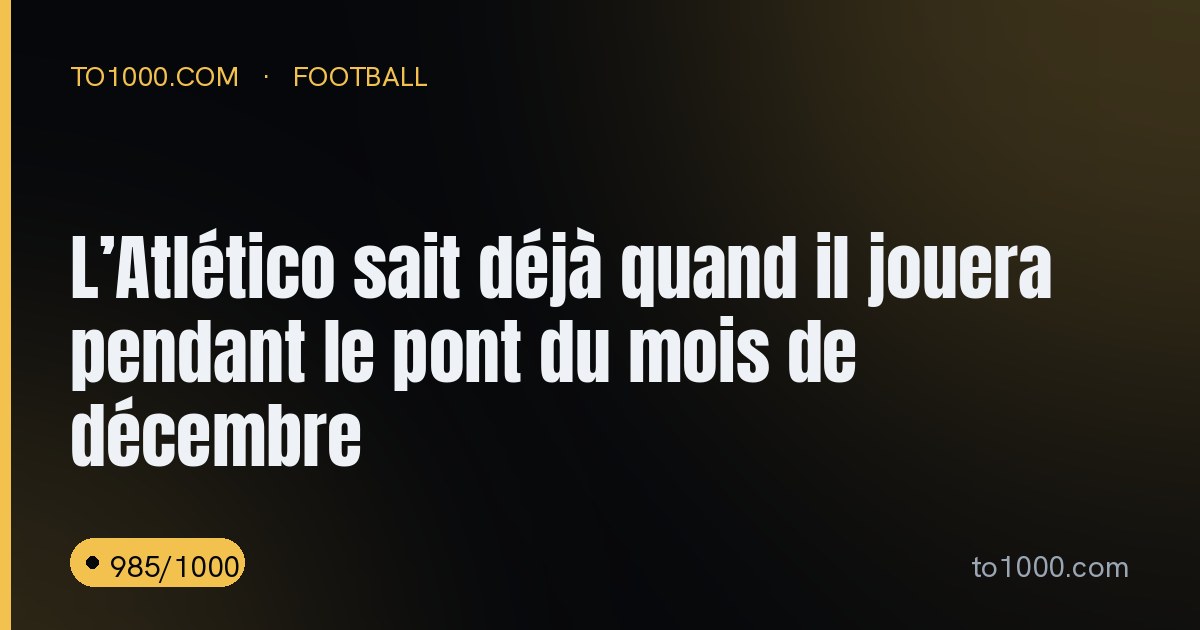 TO1000.COM · FOOTBALL
L’Atlético sait déjà quand il jouera
pendant le pont du mois de
décembre
985/1000
to1000.com